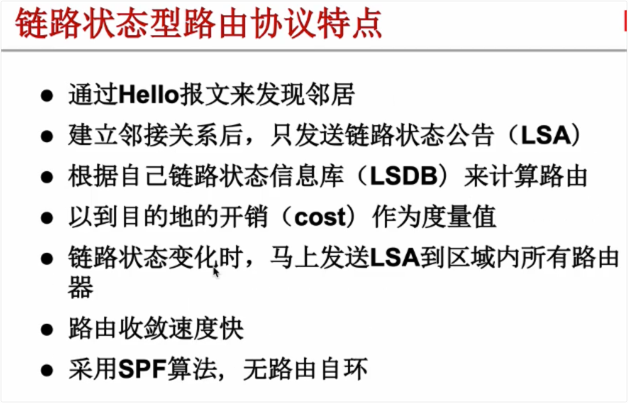 链路状态型路由协议特点
● 通过Hello报文来发现邻居
● 建立邻接关系后，只发送链路状态公告（LSA）
● 根据自己链路状态信息库（LSDB）来计算路由
● 以到目的地的开销（cost）作为度量值
● 链路状态变化时，马上发送LSA到区域内所有路由
器
● 路由收敛速度快
● 采用SPF算法，无路由自环